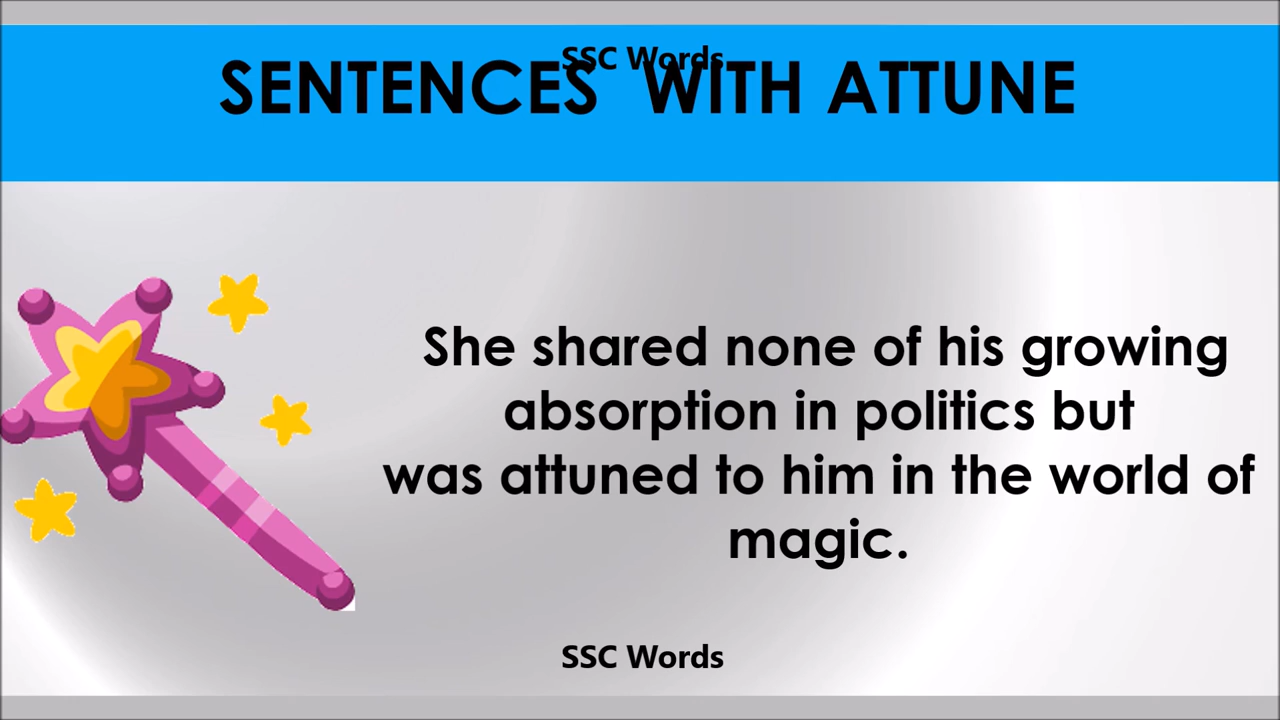 SSC Words
SENTENCES WITH ATTUNE
She shared none of his growing
absorption in politics but
was attuned to him in the world of
magic.
SSC Words